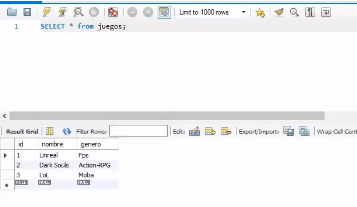 Limit to 1000 rows
1 SELECT * from juegos;
Result Grid Filter Rows: Edit: Export/Import: Wrap Cell Cont
id nombre genero
1 Unreal Fps
2 Dark Souls Action-RPG
3 LoL Moba
NULL NULL NULL